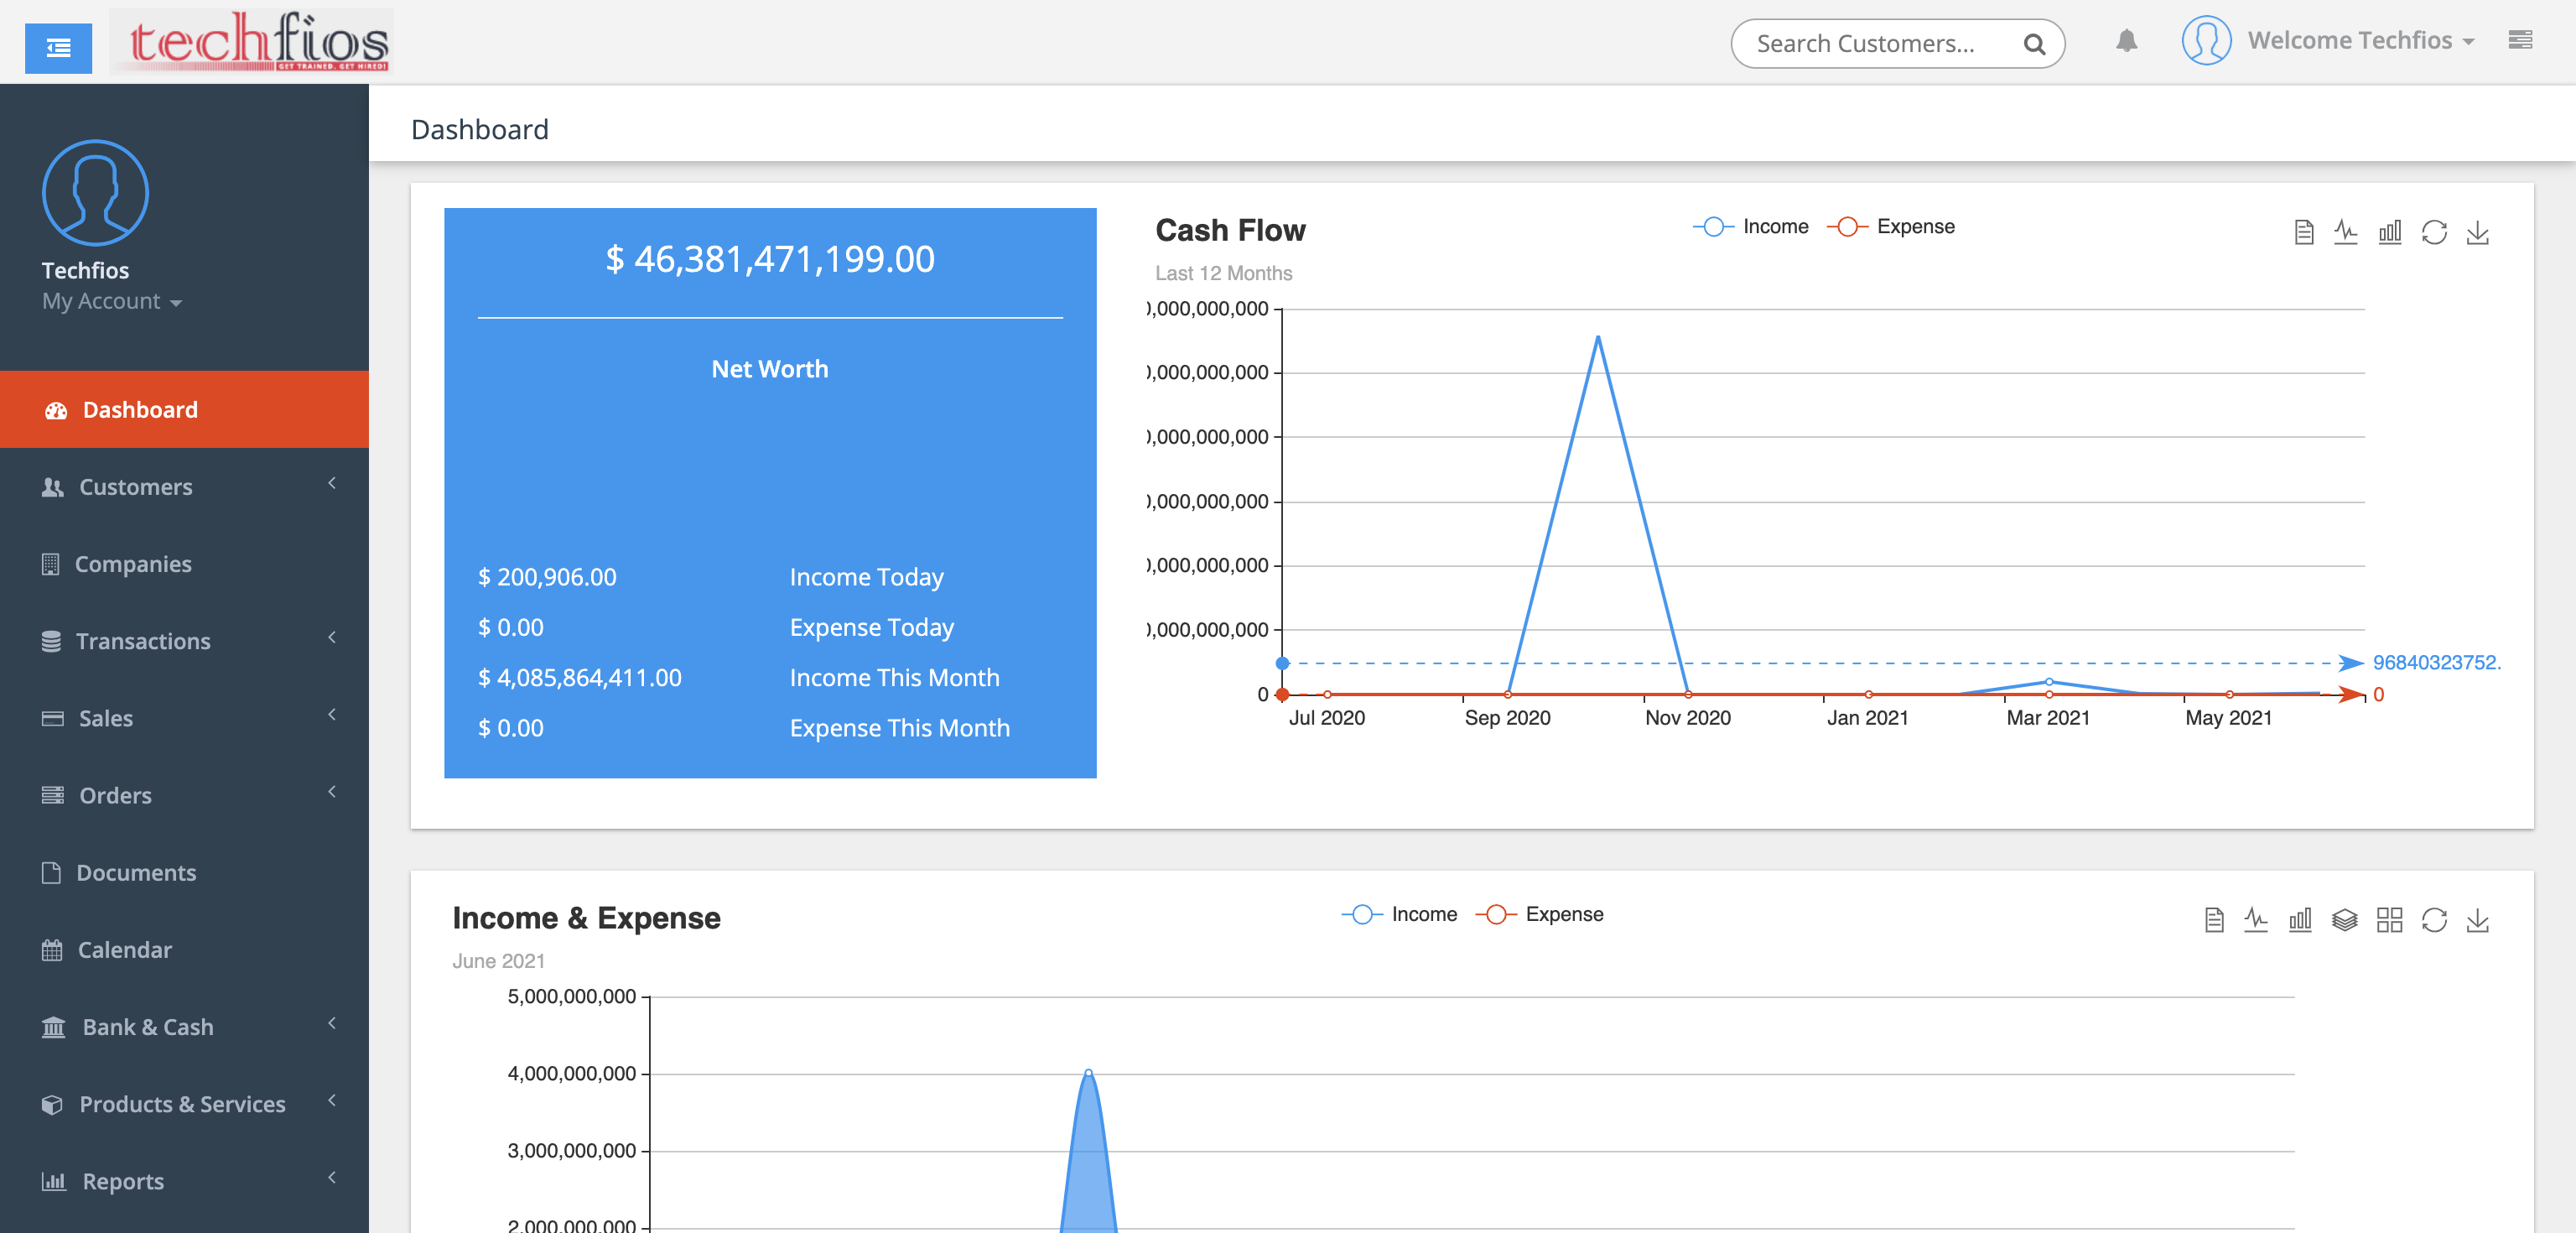 techfios
GET TRAINED. GET HIRED!
Search Customers...
Welcome Techfios
Techfios
My Account
Dashboard
Customers
Companies
Transactions
Sales
Orders
Documents
Calendar
Bank & Cash
Products & Services
Reports
Dashboard
$ 46,381,471,199.00
Net Worth
$ 200,906.00 Income Today
$ 0.00 Expense Today
$ 4,085,864,411.00 Income This Month
$ 0.00 Expense This Month
Cash Flow
Last 12 Months
Income Expense
,000,000,000
,000,000,000
,000,000,000
,000,000,000
,000,000,000
,000,000,000
0
96840323752.
0
Jul 2020 Sep 2020 Nov 2020 Jan 2021 Mar 2021 May 2021
Income & Expense
June 2021
Income Expense
5,000,000,000
4,000,000,000
3,000,000,000
2,000,000,000